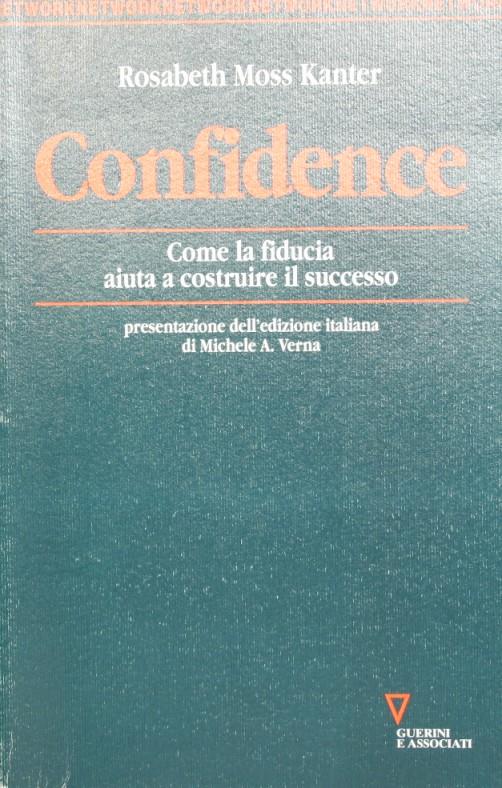 TWORKNETWORKNETWORKNETWORKNETWORKNET
Rosabeth Moss Kanter
Confidence
Come la fiducia
aiuta a costruire il successo
presentazione dell'edizione italiana
di Michele A. Verna
GUERINI
E ASSOCIATI